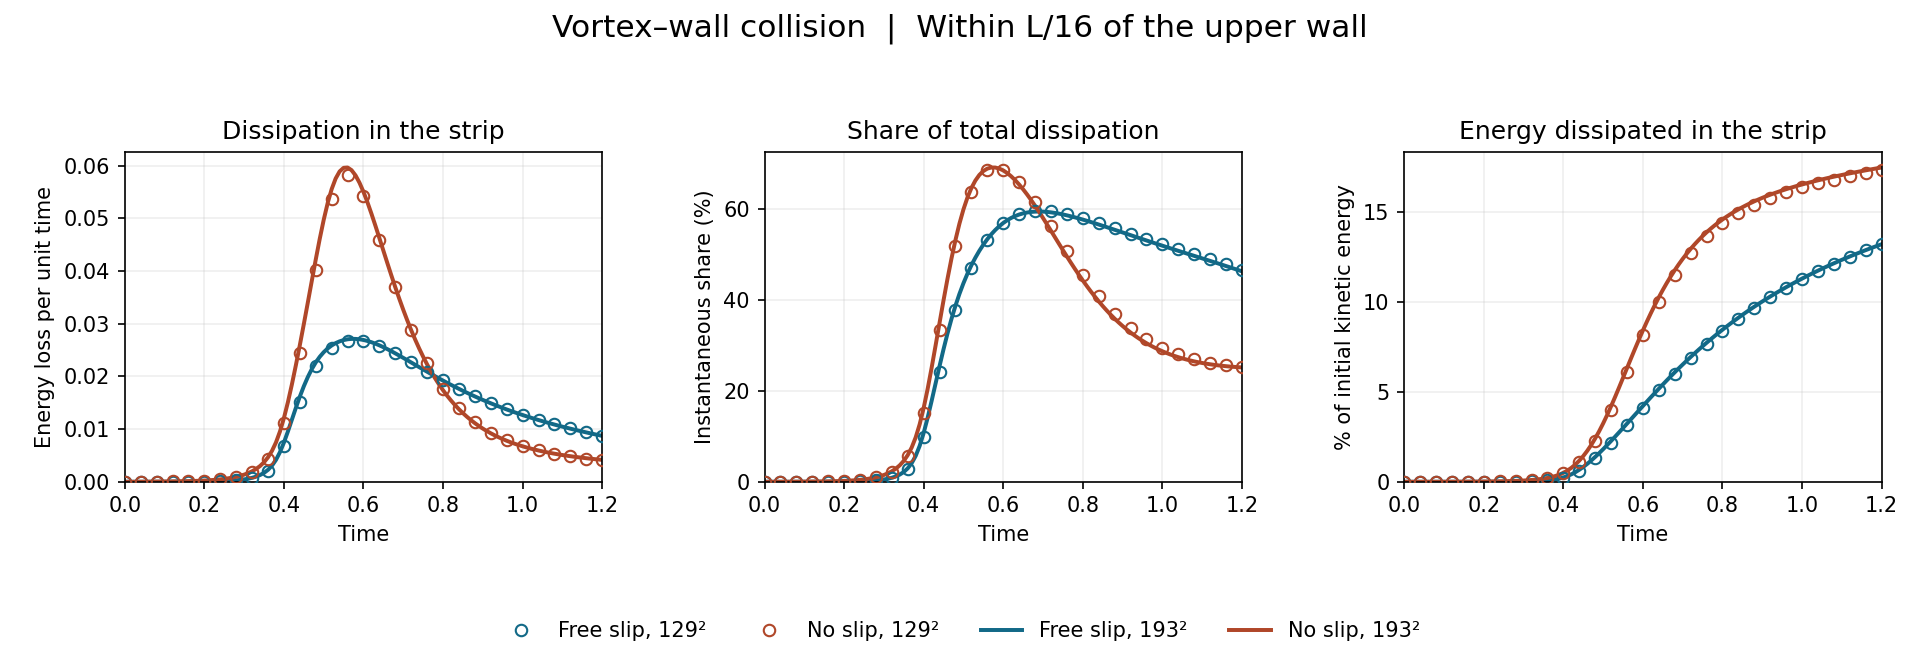 Vortex–wall collision | Within L/16 of the upper wall
Dissipation in the strip
Energy loss per unit time
0.06
0.05
0.04
0.03
0.02
0.01
0.00
0.0 0.2 0.4 0.6 0.8 1.0 1.2
Time
Share of total dissipation
Instantaneous share (%)
60
40
20
0
0.0 0.2 0.4 0.6 0.8 1.0 1.2
Time
Energy dissipated in the strip
% of initial kinetic energy
15
10
5
0
0.0 0.2 0.4 0.6 0.8 1.0 1.2
Time
Free slip, 129² No slip, 129² Free slip, 193² No slip, 193²